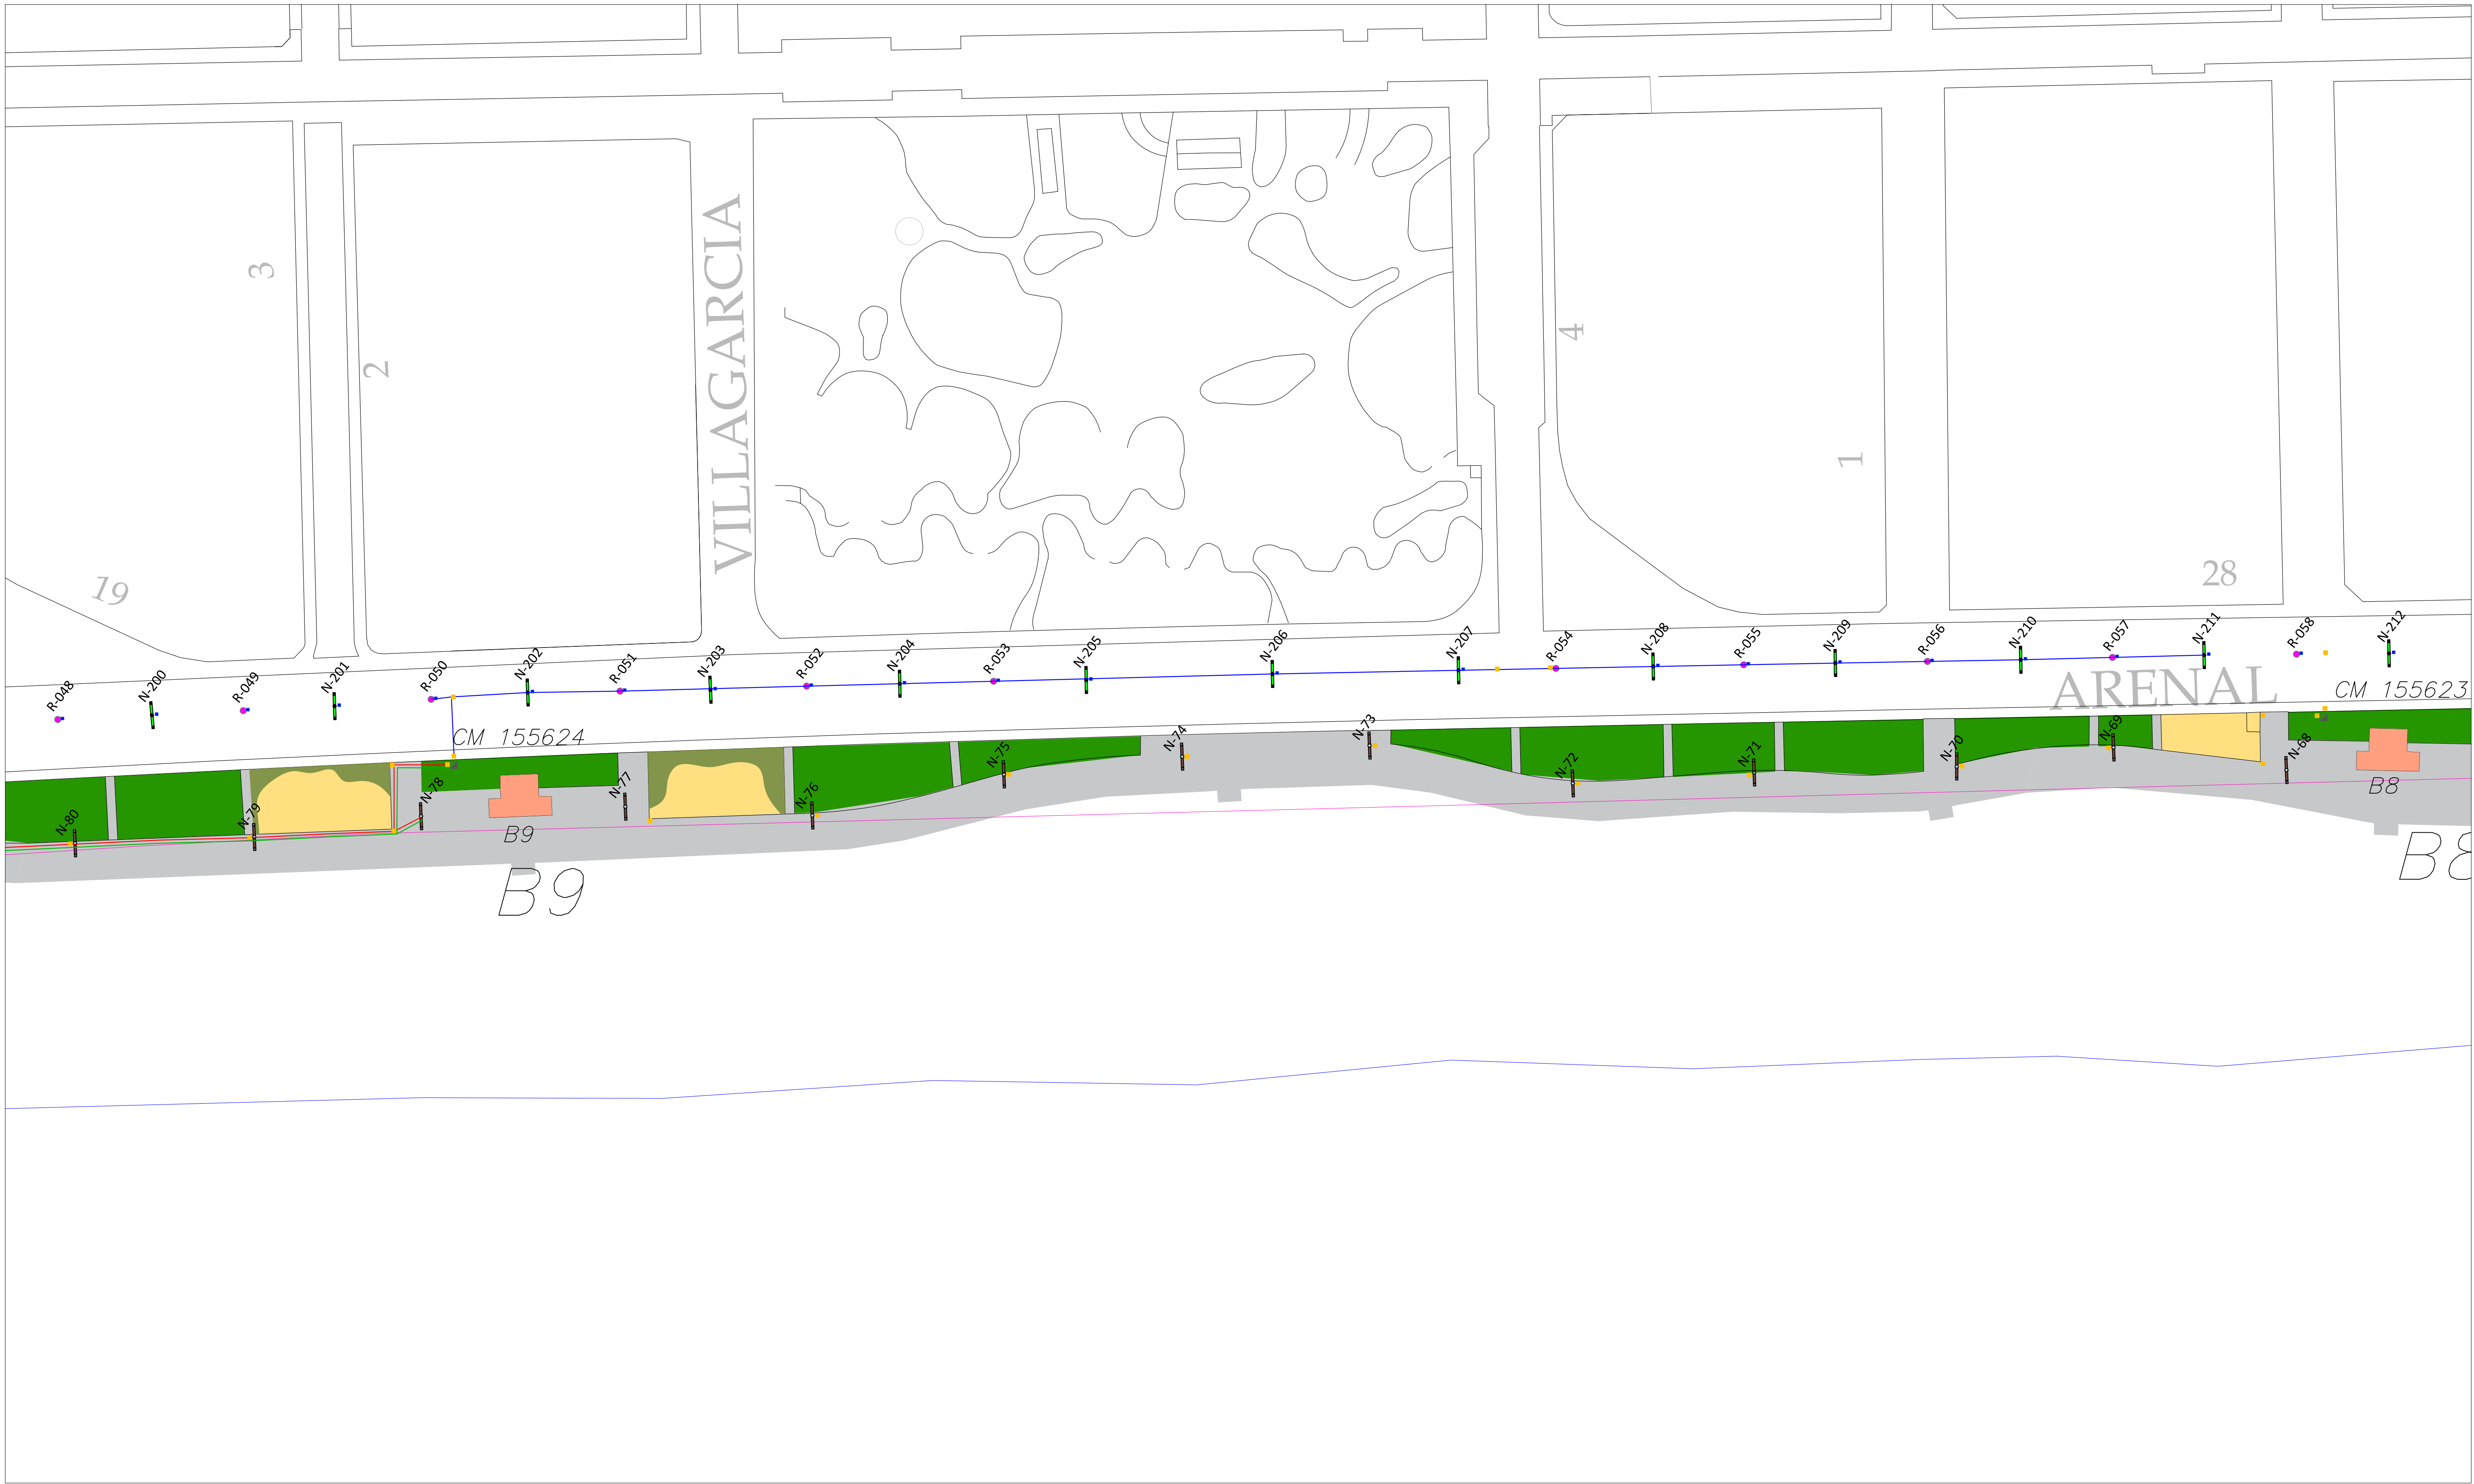 3
2
VILLAGARCIA
4
1
19
28
R-048
N-200
R-049
N-201
R-050
N-202
R-051
N-203
R-052
N-204
R-053
N-205
N-206
N-207
R-054
N-208
R-055
N-209
R-056
N-210
R-057
N-211
R-058
N-212
ARENAL
CM 155624
CM 155623
N-80
N-79
N-78
N-77
N-76
N-75
N-74
N-73
N-72
N-71
N-70
N-69
N-68
B9
B8
B9
B8